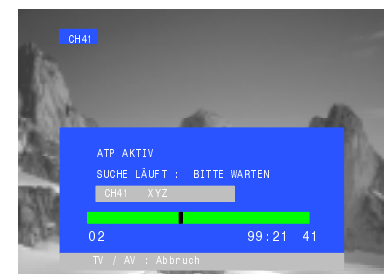 CH41
ATP AKTIV
SUCHE LÄUFT : BITTE WARTEN
CH41 XYZ
02 99:21 41
TV / AV : Abbruch